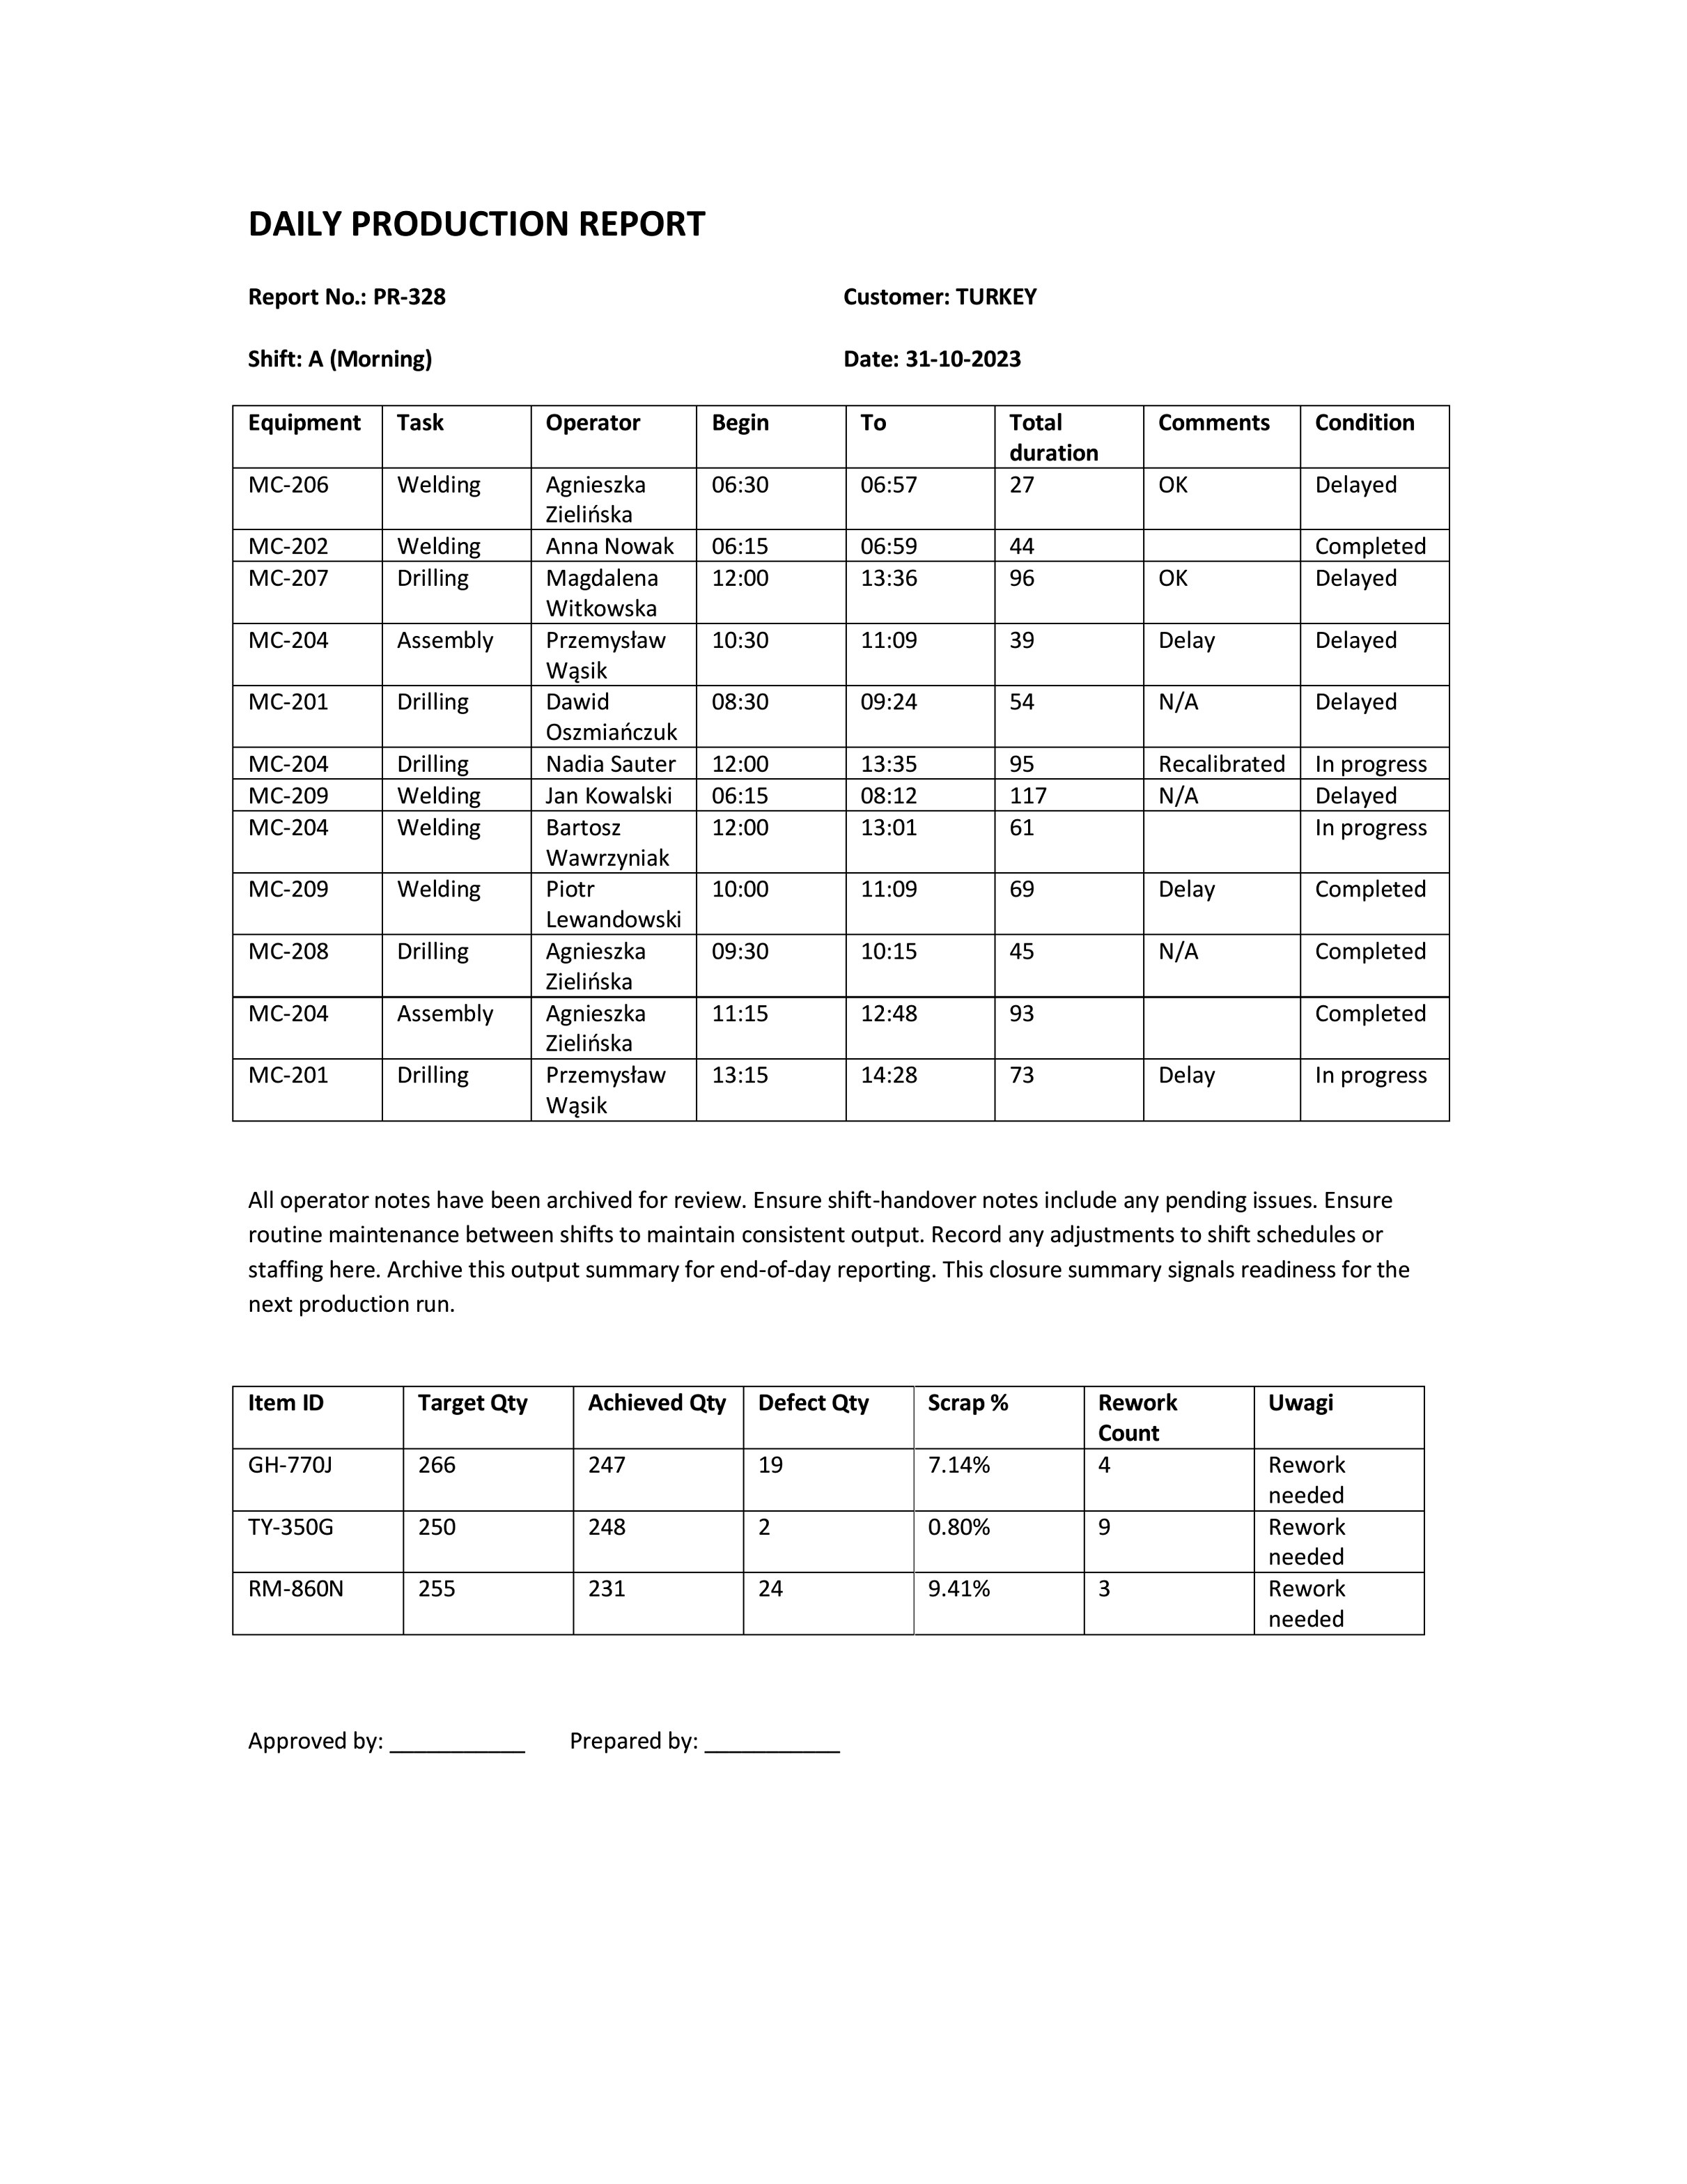 DAILY PRODUCTION REPORT
Report No.: PR-328 Customer: TURKEY
Shift: A (Morning) Date: 31-10-2023
Equipment Task Operator Begin To Total duration Comments Condition
MC-206 Welding Agnieszka Zielińska 06:30 06:57 27 OK Delayed
MC-202 Welding Anna Nowak 06:15 06:59 44 Completed
MC-207 Drilling Magdalena Witkowska 12:00 13:36 96 OK Delayed
MC-204 Assembly Przemysław Wąsik 10:30 11:09 39 Delay Delayed
MC-201 Drilling Dawid Oszmiańczuk 08:30 09:24 54 N/A Delayed
MC-204 Drilling Nadia Sauter 12:00 13:35 95 Recalibrated In progress
MC-209 Welding Jan Kowalski 06:15 08:12 117 N/A Delayed
MC-204 Welding Bartosz Wawrzyniak 12:00 13:01 61 In progress
MC-209 Welding Piotr Lewandowski 10:00 11:09 69 Delay Completed
MC-208 Drilling Agnieszka Zielińska 09:30 10:15 45 N/A Completed
MC-204 Assembly Agnieszka Zielińska 11:15 12:48 93 Completed
MC-201 Drilling Przemysław Wąsik 13:15 14:28 73 Delay In progress
All operator notes have been archived for review. Ensure shift-handover notes include any pending issues. Ensure
routine maintenance between shifts to maintain consistent output. Record any adjustments to shift schedules or
staffing here. Archive this output summary for end-of-day reporting. This closure summary signals readiness for the
next production run.
Item ID Target Qty Achieved Qty Defect Qty Scrap % Rework Count Uwagi
GH-770J 266 247 19 7.14% 4 Rework needed
TY-350G 250 248 2 0.80% 9 Rework needed
RM-860N 255 231 24 9.41% 3 Rework needed
Approved by: ___________ Prepared by: ___________